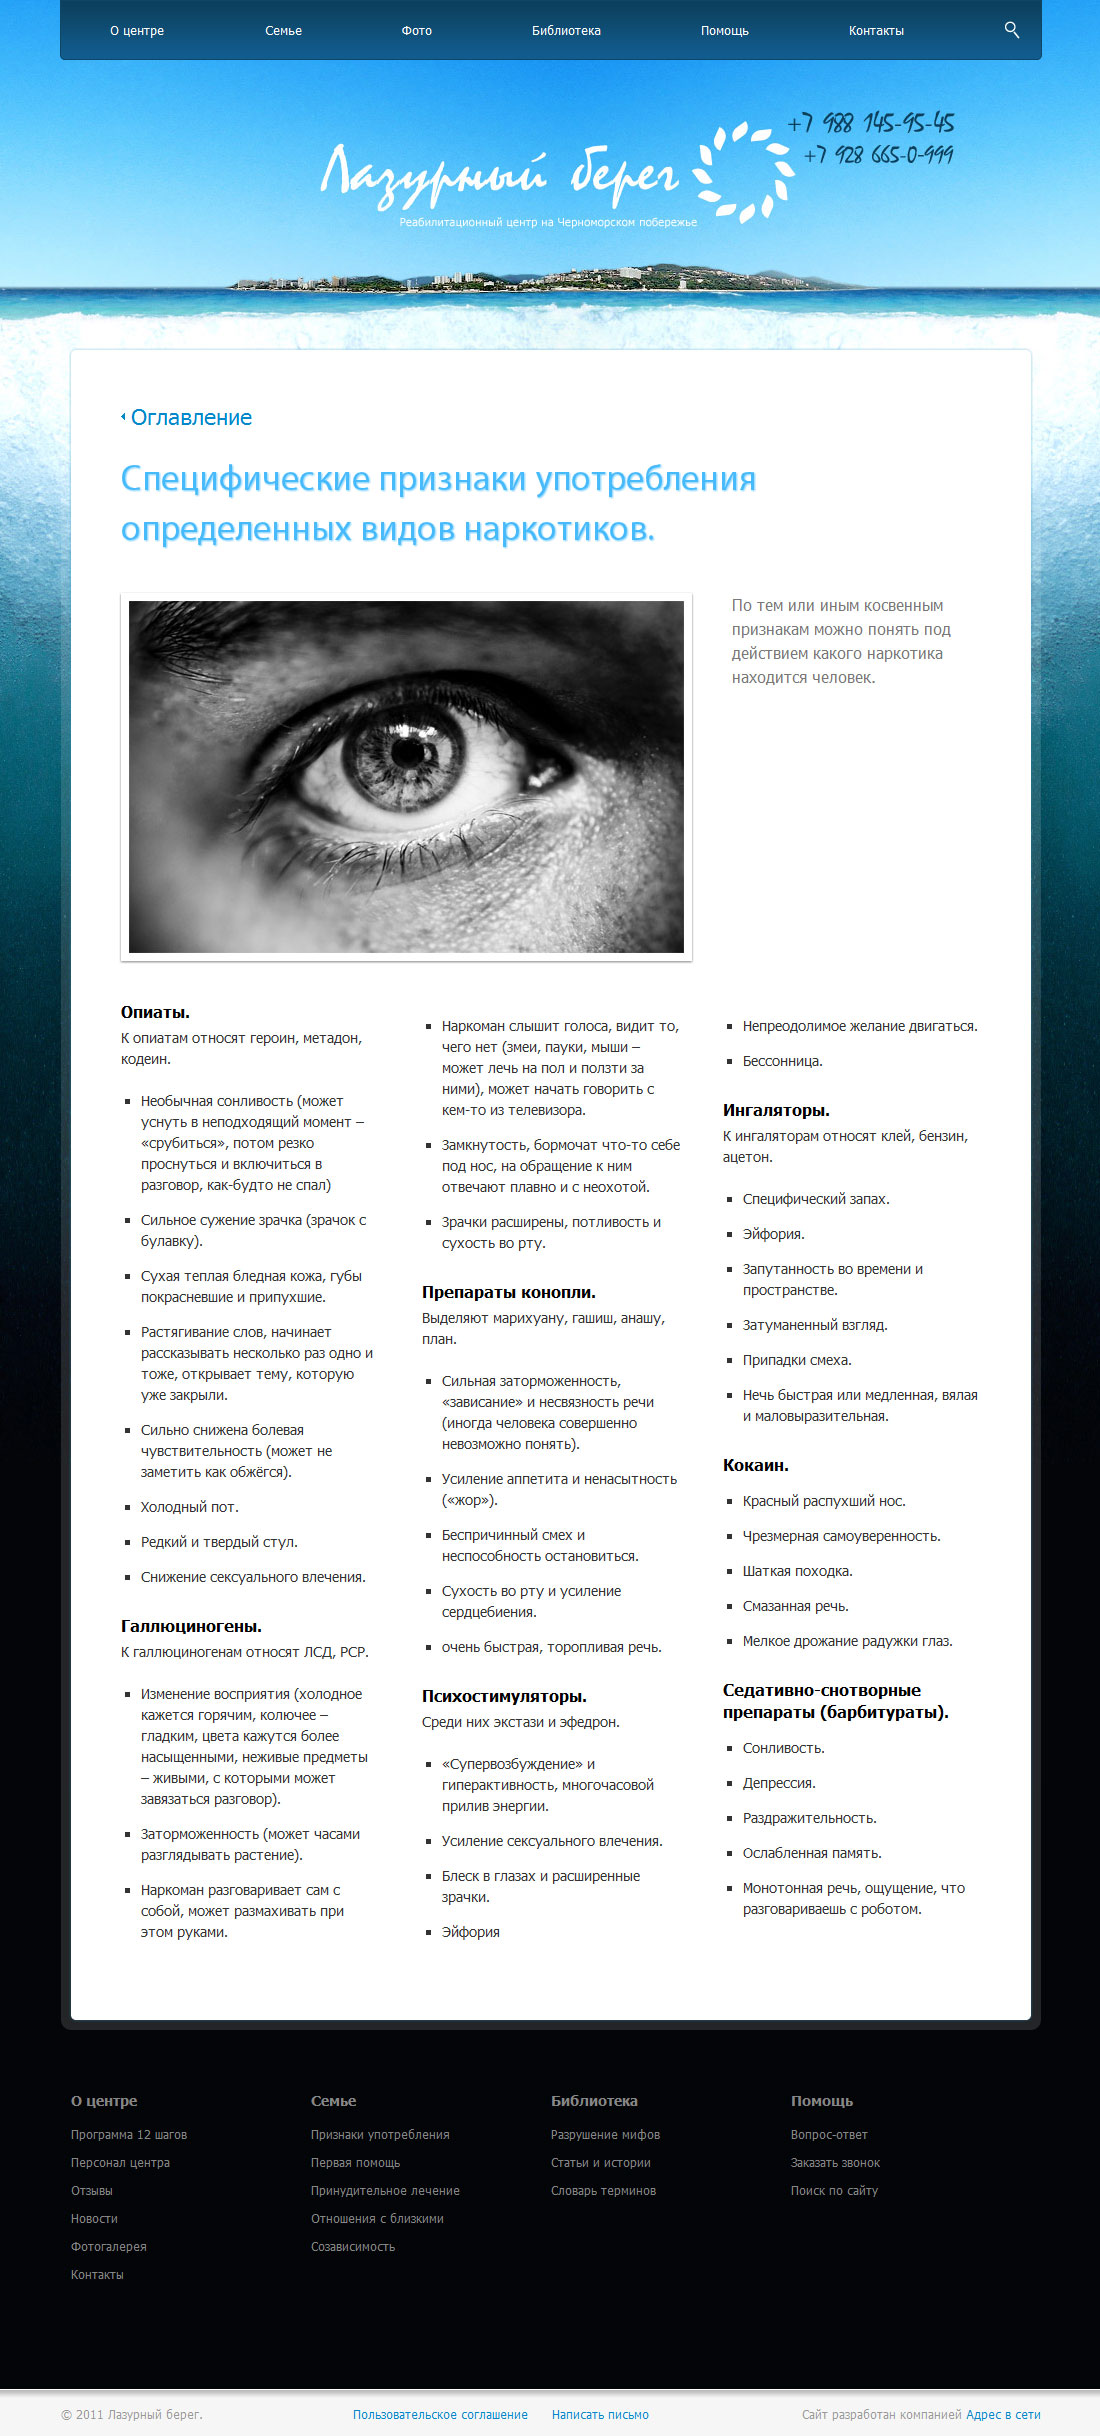 О центре
Семье
Фото
Библиотека
Помощь
Контакты
+7 988 145-95-45
+7 928 665-0-999
Лазурный берег
Реабилитационный центр на Черноморском побережье
Оглавление
Специфические признаки употребления
определенных видов наркотиков.
По тем или иным косвенным
признакам можно понять под
действием какого наркотика
находится человек.
Опиаты.
К опиатам относят героин, метадон,
кодеин.
Необычная сонливость (может
уснуть в неподходящий момент –
«срубиться», потом резко
проснуться и включиться в
разговор, как-будто не спал)
Сильное сужение зрачка (зрачок с
булавку).
Сухая теплая бледная кожа, губы
покрасневшие и припухшие.
Растягивание слов, начинает
рассказывать несколько раз одно и
тоже, открывает тему, которую
уже закрыли.
Сильно снижена болевая
чувствительность (может не
заметить как обжёгся).
Холодный пот.
Редкий и твердый стул.
Снижение сексуального влечения.
Галлюциногены.
К галлюциногенам относят ЛСД, PCP.
Изменение восприятия (холодное
кажется горячим, колючее –
гладким, цвета кажутся более
насыщенными, неживые предметы
– живыми, с которыми может
завязаться разговор).
Заторможенность (может часами
разглядывать растение).
Наркоман разговаривает сам с
собой, может размахивать при
этом руками.
Наркоман слышит голоса, видит то,
чего нет (змеи, пауки, мыши –
может лечь на пол и ползти за
ними), может начать говорить с
кем-то из телевизора.
Замкнутость, бормочат что-то себе
под нос, на обращение к ним
отвечают плавно и с неохотой.
Зрачки расширены, потливость и
сухость во рту.
Препараты конопли.
Выделяют марихуану, гашиш, анашу,
план.
Сильная заторможенность,
«зависание» и несвязность речи
(иногда человека совершенно
невозможно понять).
Усиление аппетита и ненасытность
(«жор»).
Беспричинный смех и
неспособность остановиться.
Сухость во рту и усиление
сердцебиения.
очень быстрая, торопливая речь.
Психостимуляторы.
Среди них экстази и эфедрон.
«Супервозбуждение» и
гиперактивность, многочасовой
прилив энергии.
Усиление сексуального влечения.
Блеск в глазах и расширенные
зрачки.
Эйфория
Непреодолимое желание двигаться.
Бессонница.
Ингаляторы.
К ингаляторам относят клей, бензин,
ацетон.
Специфический запах.
Эйфория.
Запутанность во времени и
пространстве.
Затуманенный взгляд.
Припадки смеха.
Нечь быстрая или медленная, вялая
и маловыразительная.
Кокаин.
Красный распухший нос.
Чрезмерная самоуверенность.
Шаткая походка.
Смазанная речь.
Мелкое дрожание радужки глаз.
Седативно-снотворные
препараты (барбитураты).
Сонливость.
Депрессия.
Раздражительность.
Ослабленная память.
Монотонная речь, ощущение, что
разговариваешь с роботом.
О центре
Программа 12 шагов
Персонал центра
Отзывы
Новости
Фотогалерея
Контакты
Семье
Признаки употребления
Первая помощь
Принудительное лечение
Отношения с близкими
Созависимость
Библиотека
Разрушение мифов
Статьи и истории
Словарь терминов
Помощь
Вопрос-ответ
Заказать звонок
Поиск по сайту
© 2011 Лазурный берег.
Пользовательское соглашение
Написать письмо
Сайт разработан компанией Адрес в сети